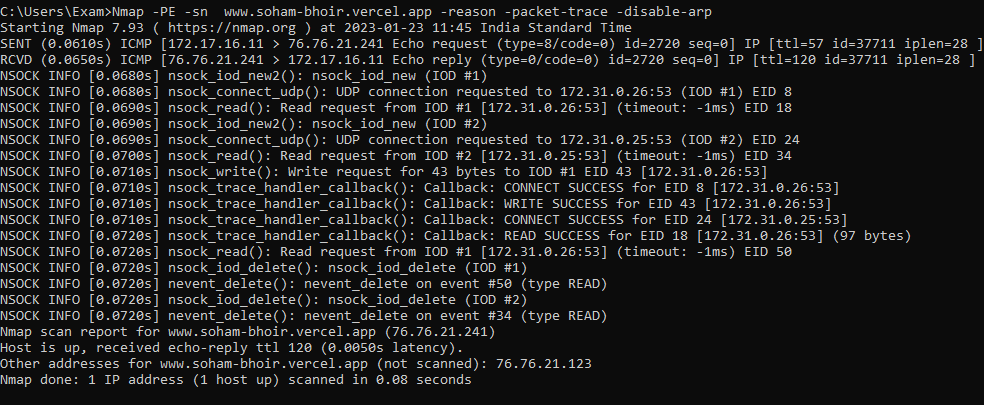 C:\Users\Exam>Nmap -PE -sn  www.soham-bhoir.vercel.app -reason -packet-trace -disable-arp
Starting Nmap 7.93 ( https://nmap.org ) at 2023-01-23 11:45 India Standard Time
SENT (0.0610s) ICMP [172.17.16.11 > 76.76.21.241 Echo request (type=8/code=0) id=2720 seq=0] IP [ttl=57 id=37711 iplen=28 ]
RCVD (0.0650s) ICMP [76.76.21.241 > 172.17.16.11 Echo reply (type=0/code=0) id=2720 seq=0] IP [ttl=120 id=37711 iplen=28 ]
NSOCK INFO [0.0680s] nsock_iod_new2(): nsock_iod_new (IOD #1)
NSOCK INFO [0.0680s] nsock_connect_udp(): UDP connection requested to 172.31.0.26:53 (IOD #1) EID 8
NSOCK INFO [0.0690s] nsock_read(): Read request from IOD #1 [172.31.0.26:53] (timeout: -1ms) EID 18
NSOCK INFO [0.0690s] nsock_iod_new2(): nsock_iod_new (IOD #2)
NSOCK INFO [0.0690s] nsock_connect_udp(): UDP connection requested to 172.31.0.25:53 (IOD #2) EID 24
NSOCK INFO [0.0700s] nsock_read(): Read request from IOD #2 [172.31.0.25:53] (timeout: -1ms) EID 34
NSOCK INFO [0.0710s] nsock_write(): Write request for 43 bytes to IOD #1 EID 43 [172.31.0.26:53]
NSOCK INFO [0.0710s] nsock_trace_handler_callback(): Callback: CONNECT SUCCESS for EID 8 [172.31.0.26:53]
NSOCK INFO [0.0710s] nsock_trace_handler_callback(): Callback: WRITE SUCCESS for EID 43 [172.31.0.26:53]
NSOCK INFO [0.0710s] nsock_trace_handler_callback(): Callback: CONNECT SUCCESS for EID 24 [172.31.0.25:53]
NSOCK INFO [0.0720s] nsock_trace_handler_callback(): Callback: READ SUCCESS for EID 18 [172.31.0.26:53] (97 bytes)
NSOCK INFO [0.0720s] nsock_read(): Read request from IOD #1 [172.31.0.26:53] (timeout: -1ms) EID 50
NSOCK INFO [0.0720s] nsock_iod_delete(): nsock_iod_delete (IOD #1)
NSOCK INFO [0.0720s] nevent_delete(): nevent_delete on event #50 (type READ)
NSOCK INFO [0.0720s] nsock_iod_delete(): nsock_iod_delete (IOD #2)
NSOCK INFO [0.0720s] nevent_delete(): nevent_delete on event #34 (type READ)
Nmap scan report for www.soham-bhoir.vercel.app (76.76.21.241)
Host is up, received echo-reply ttl 120 (0.0050s latency).
Other addresses for www.soham-bhoir.vercel.app (not scanned): 76.76.21.123
Nmap done: 1 IP address (1 host up) scanned in 0.08 seconds